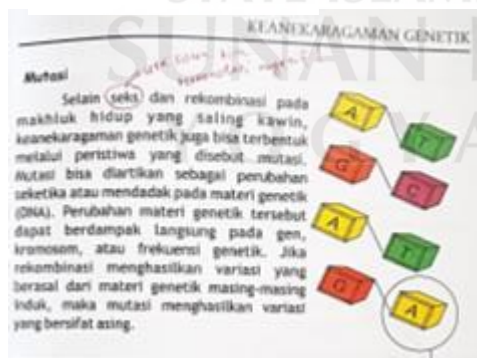 KEANEKARAGAMAN GENETIK
Mutasi
Selain seks dan rekombinasi pada
makhluk hidup yang saling kawin,
keanekaragaman genetik juga bisa terbentuk
melalui peristiwa yang disebut mutasi.
Mutasi bisa diartikan sebagai perubahan
seketika atau mendadak pada materi genetik
(DNA). Perubahan materi genetik tersebut
dapat berdampak langsung pada gen,
kromosom, atau frekuensi genetik. Jika
rekombinasi menghasilkan variasi yang
berasal dari materi genetik masing-masing
induk, maka mutasi menghasilkan variasi
yang bersifat asing.
A
T
G
C
A
T
G
A
SUNAN